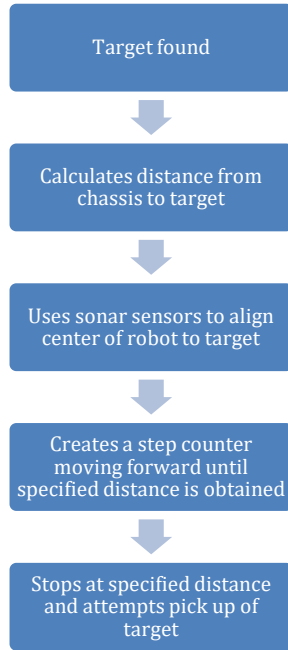 Target found
Calculates distance from
chassis to target
Uses sonar sensors to align
center of robot to target
Creates a step counter
moving forward until
specified distance is obtained
Stops at specified distance
and attempts pick up of
target